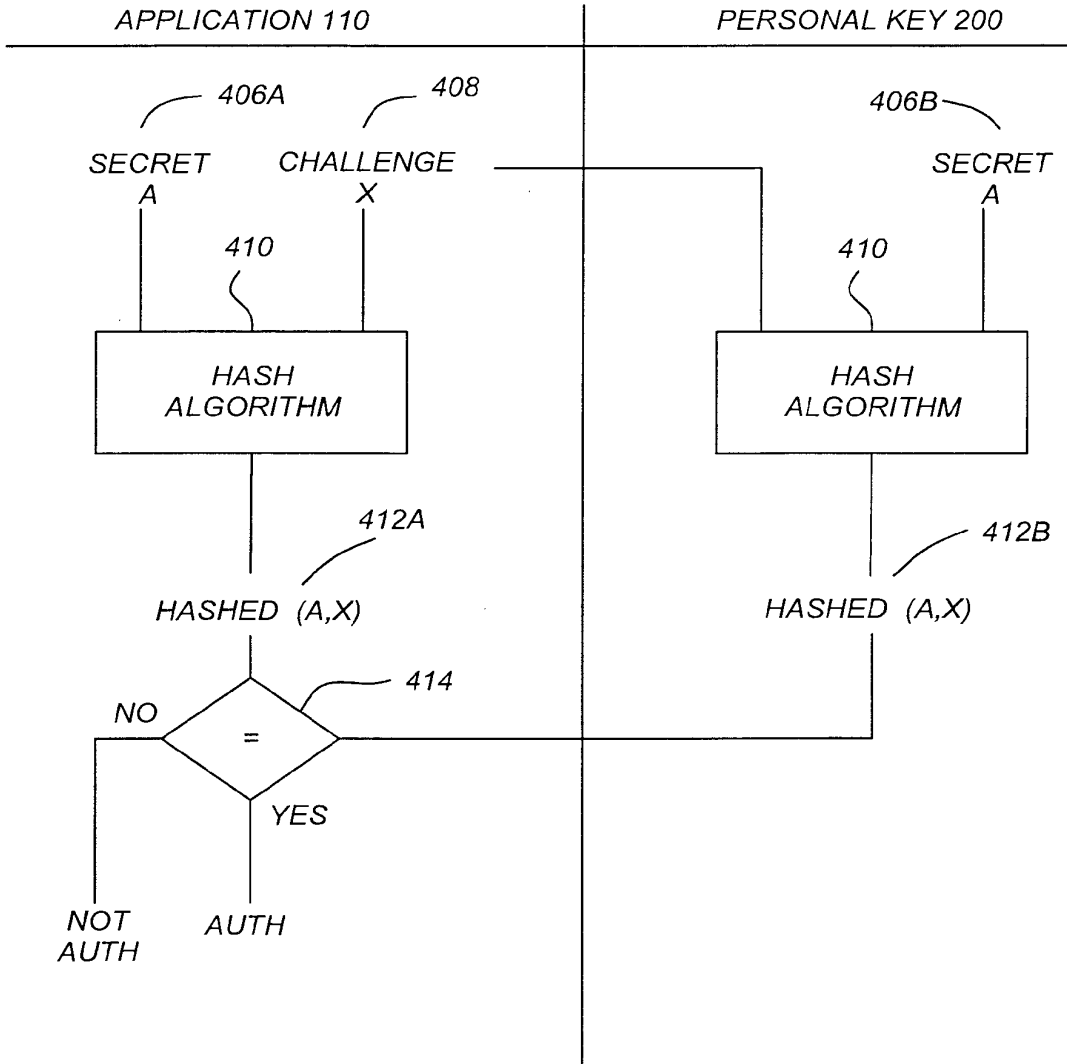 APPLICATION 110
PERSONAL KEY 200
406A
408
406B
SECRET
A
CHALLENGE
X
SECRET
A
410
410
HASH
ALGORITHM
HASH
ALGORITHM
412A
412B
HASHED (A,X)
HASHED (A,X)
414
NO
=
YES
NOT
AUTH
AUTH